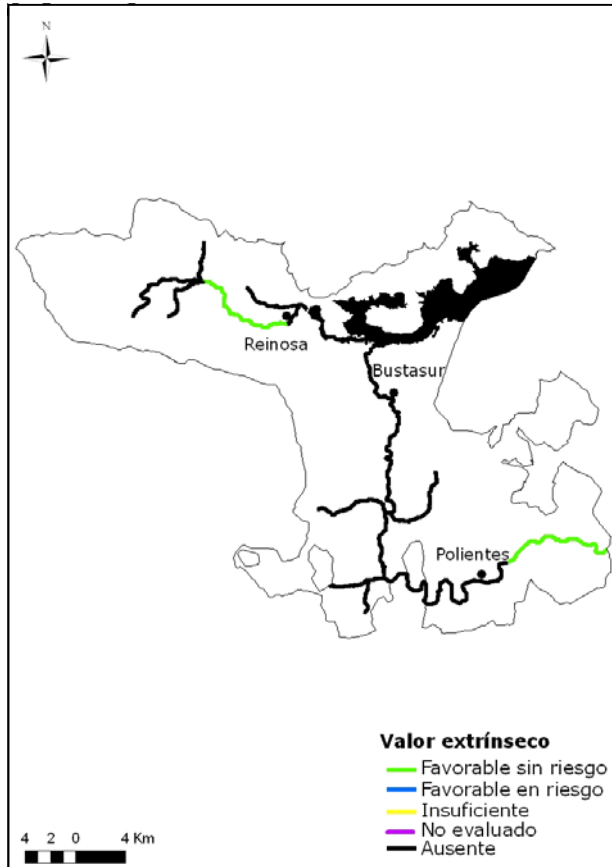 N
Reinosa
Bustasur
Polientes
Valor extrínseco
Favorable sin riesgo
Favorable en riesgo
Insuficiente
No evaluado
Ausente
4 2 0 4 Km